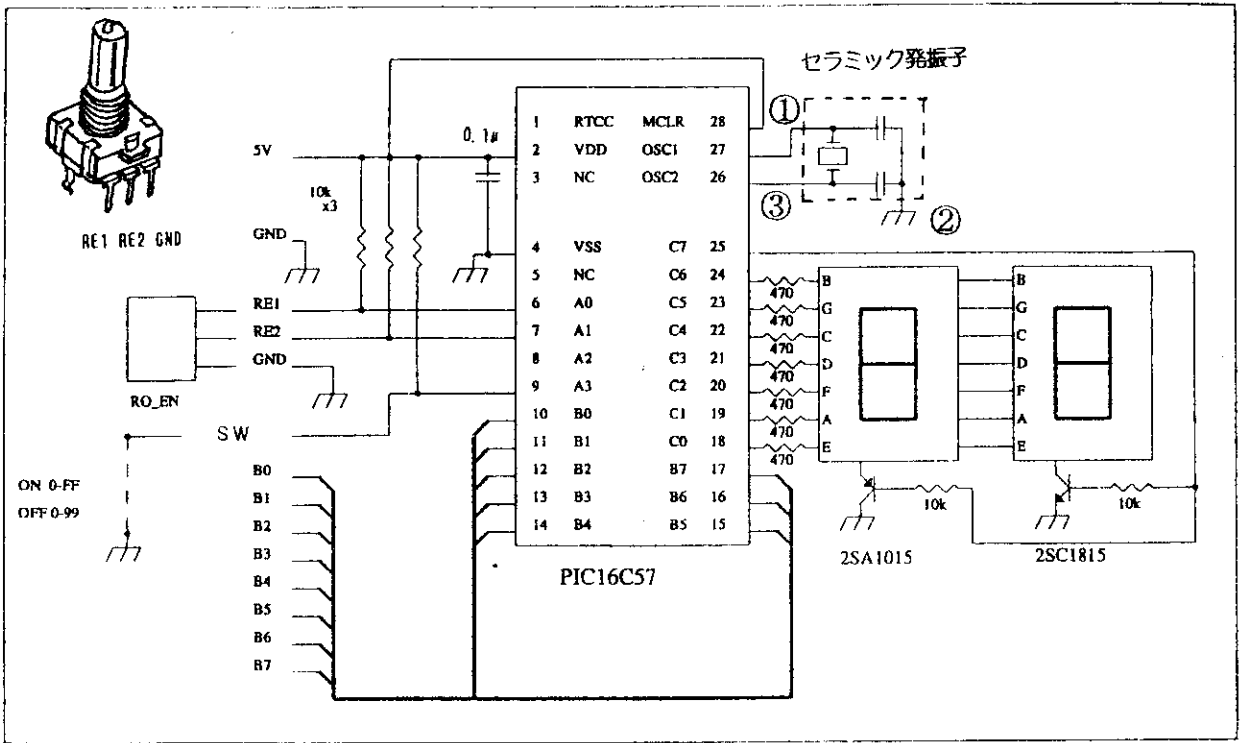 セラミック発振子
①
③
②
RE1 RE2 GND
5V
0.1μ
10k
x3
GND
RE1
RE2
GND
RO_EN
SW
ON 0-FF
OFF 0-99
B0
B1
B2
B3
B4
B5
B6
B7
1 RTCC MCLR 28
2 VDD OSC1 27
3 NC OSC2 26
4 VSS C7 25
5 NC C6 24
6 A0 C5 23
7 A1 C4 22
8 A2 C3 21
9 A3 C2 20
10 B0 C1 19
11 B1 C0 18
12 B2 B7 17
13 B3 B6 16
14 B4 B5 15
PIC16C57
470
470
470
470
470
470
470
B
G
C
D
F
A
E
B
G
C
D
F
A
E
10k
10k
2SA1015
2SC1815